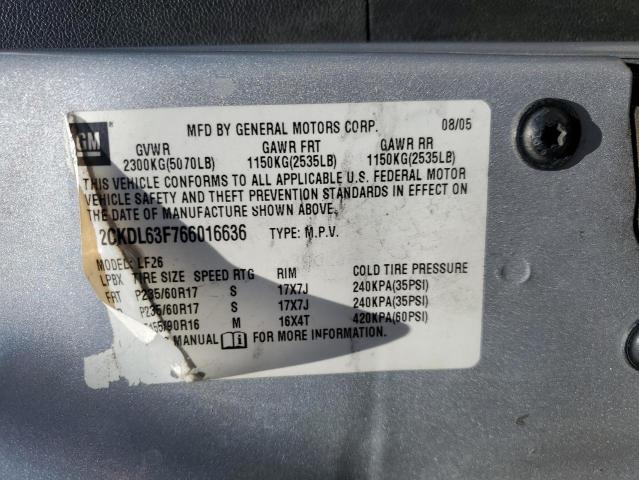 GM
MFD BY GENERAL MOTORS CORP. 08/05
GVWR GAWR FRT GAWR RR
2300KG(5070LB) 1150KG(2535LB) 1150KG(2535LB)
THIS VEHICLE CONFORMS TO ALL APPLICABLE U.S. FEDERAL MOTOR
VEHICLE SAFETY AND THEFT PREVENTION STANDARDS IN EFFECT ON
THE DATE OF MANUFACTURE SHOWN ABOVE.
2CKDL63F766016636 TYPE: M.P.V.
MODEL: LF26
LPBX TIRE SIZE SPEED RTG RIM COLD TIRE PRESSURE
FRT P235/60R17 S 17X7J 240KPA(35PSI)
P235/60R17 S 17X7J 240KPA(35PSI)
/90R16 M 16X4T 420KPA(60PSI)
MANUAL FOR MORE INFORMATION.